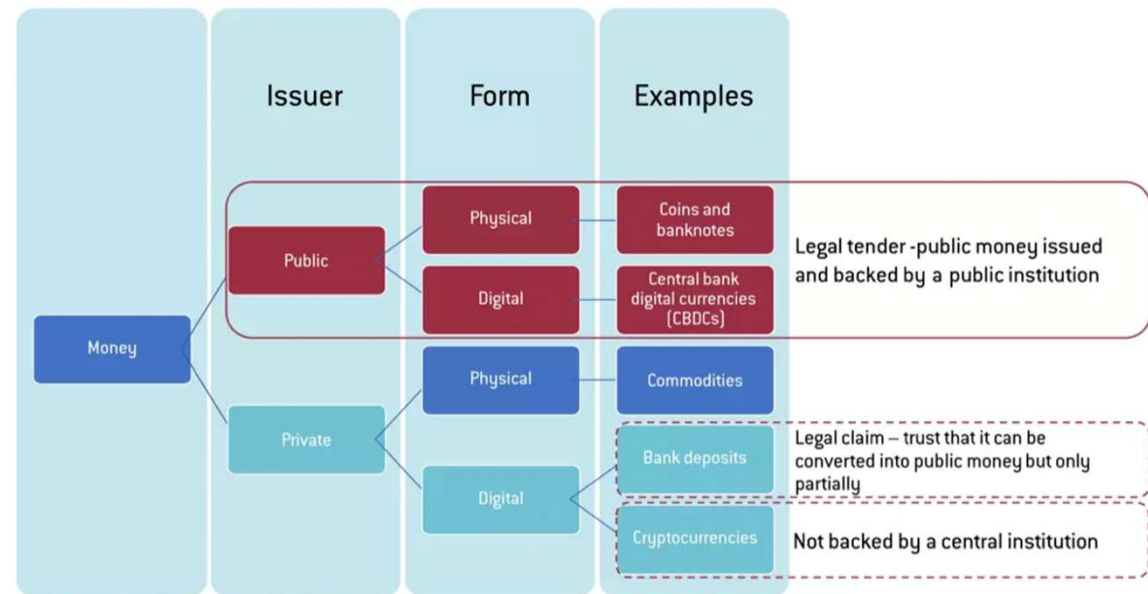 Issuer
Form
Examples
Physical
Coins and
banknotes
Public
Legal tender -public money issued
and backed by a public institution
Digital
Central bank
digital currencies
(CBDCs)
Money
Physical
Commodities
Private
Bank deposits
Legal claim – trust that it can be
converted into public money but only
partially
Digital
Cryptocurrencies
Not backed by a central institution